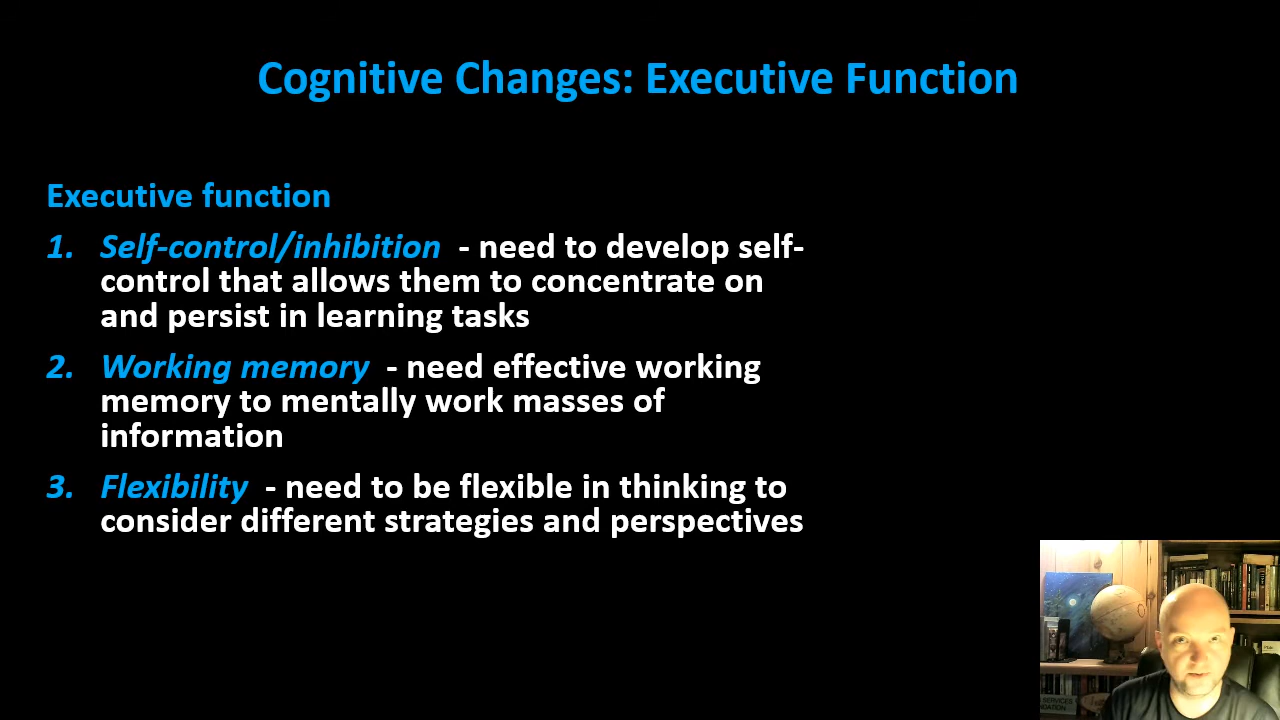 Cognitive Changes: Executive Function
Executive function
1. Self-control/inhibition - need to develop self-
control that allows them to concentrate on
and persist in learning tasks
2. Working memory - need effective working
memory to mentally work masses of
information
3. Flexibility - need to be flexible in thinking to
consider different strategies and perspectives